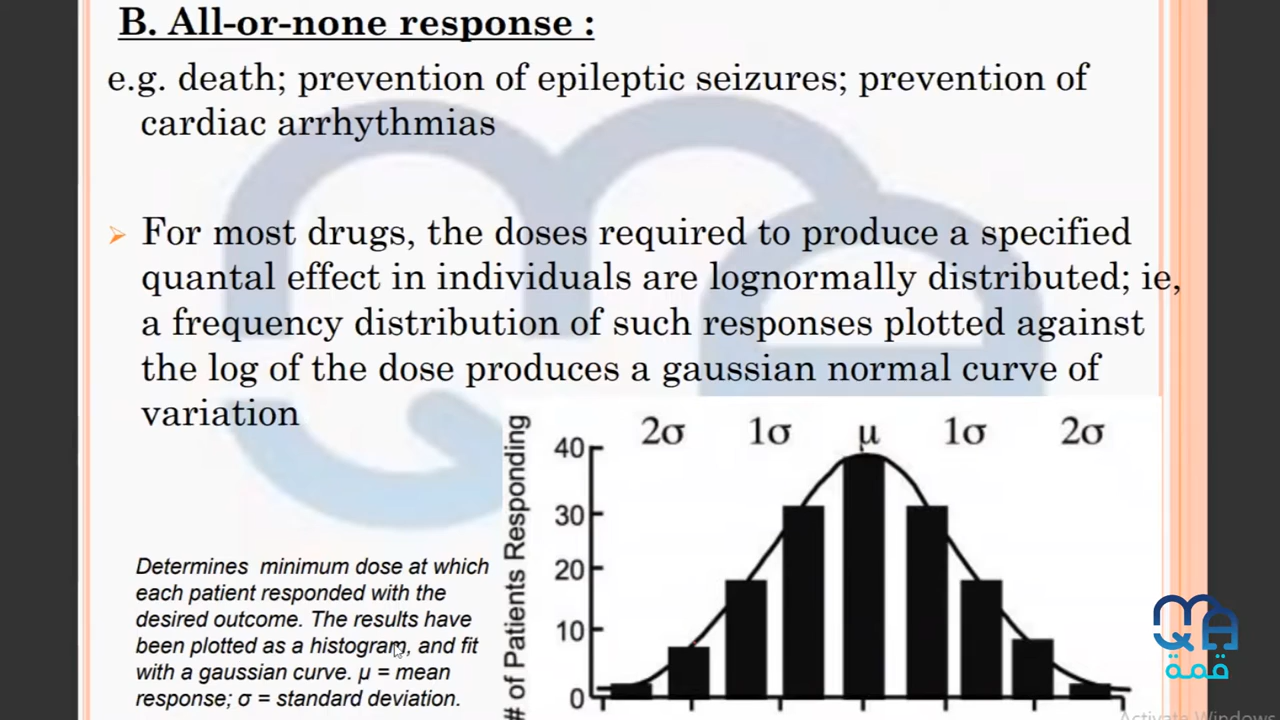 B. All-or-none response :
e.g. death; prevention of epileptic seizures; prevention of
cardiac arrhythmias
For most drugs, the doses required to produce a specified
quantal effect in individuals are lognormally distributed; ie,
a frequency distribution of such responses plotted against
the log of the dose produces a gaussian normal curve of
variation
Determines minimum dose at which
each patient responded with the
desired outcome. The results have
been plotted as a histogram, and fit
with a gaussian curve. μ = mean
response; σ = standard deviation.
# of Patients Responding
2σ 1σ μ 1σ 2σ
40
30
20
10
0
قمة
Activate Windows